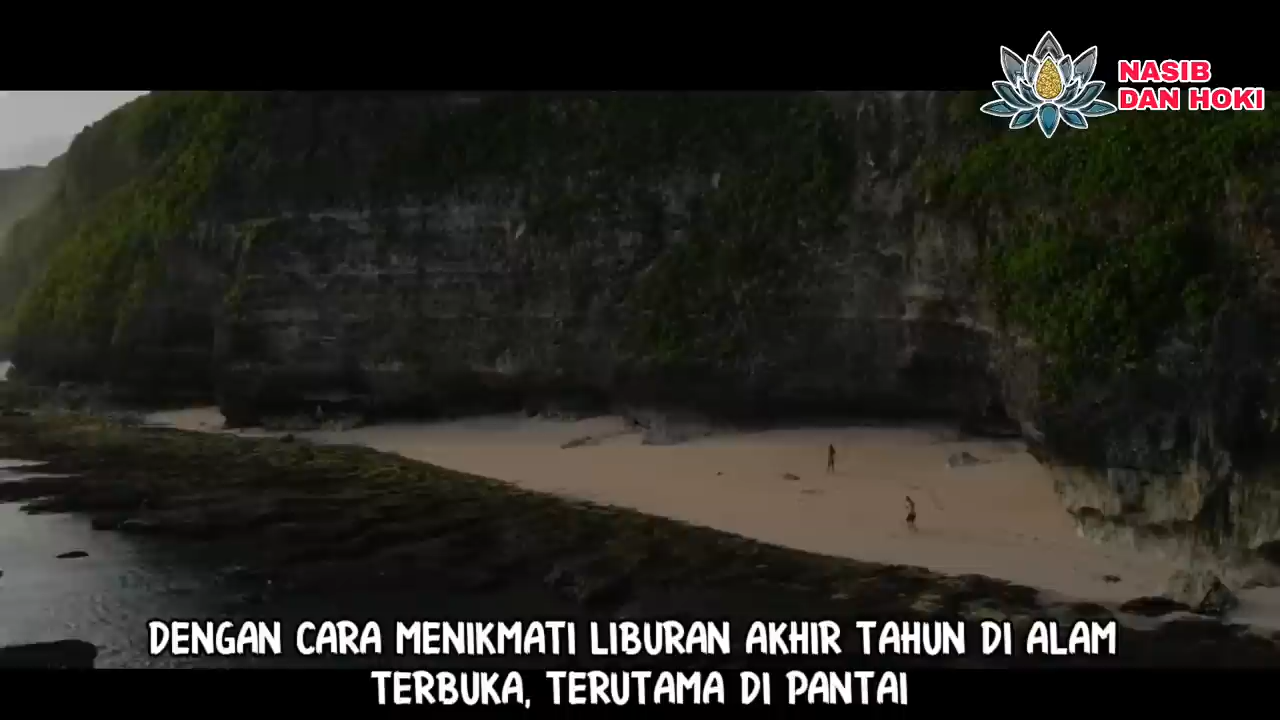 NASIB
DAN HOKI
DENGAN CARA MENIKMATI LIBURAN AKHIR TAHUN DI ALAM
TERBUKA, TERUTAMA DI PANTAI